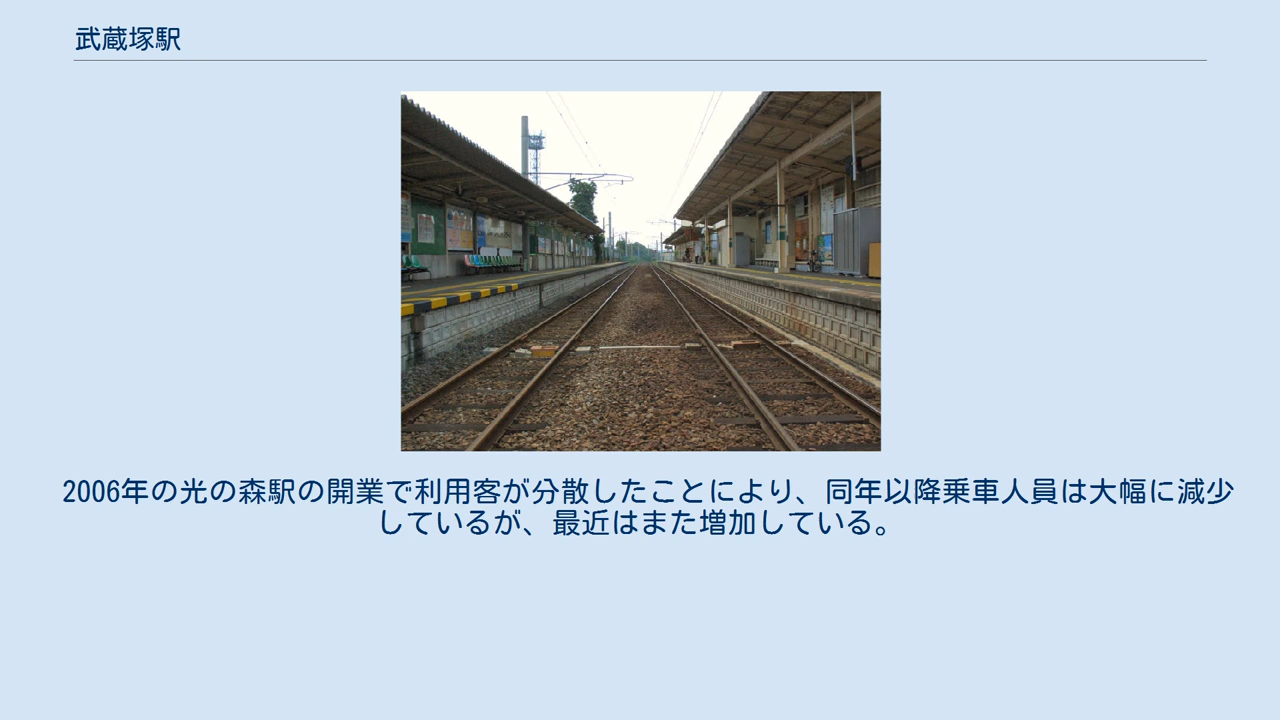 武蔵塚駅
2006年の光の森駅の開業で利用客が分散したことにより、同年以降乗車人員は大幅に減少
しているが、最近はまた増加している。